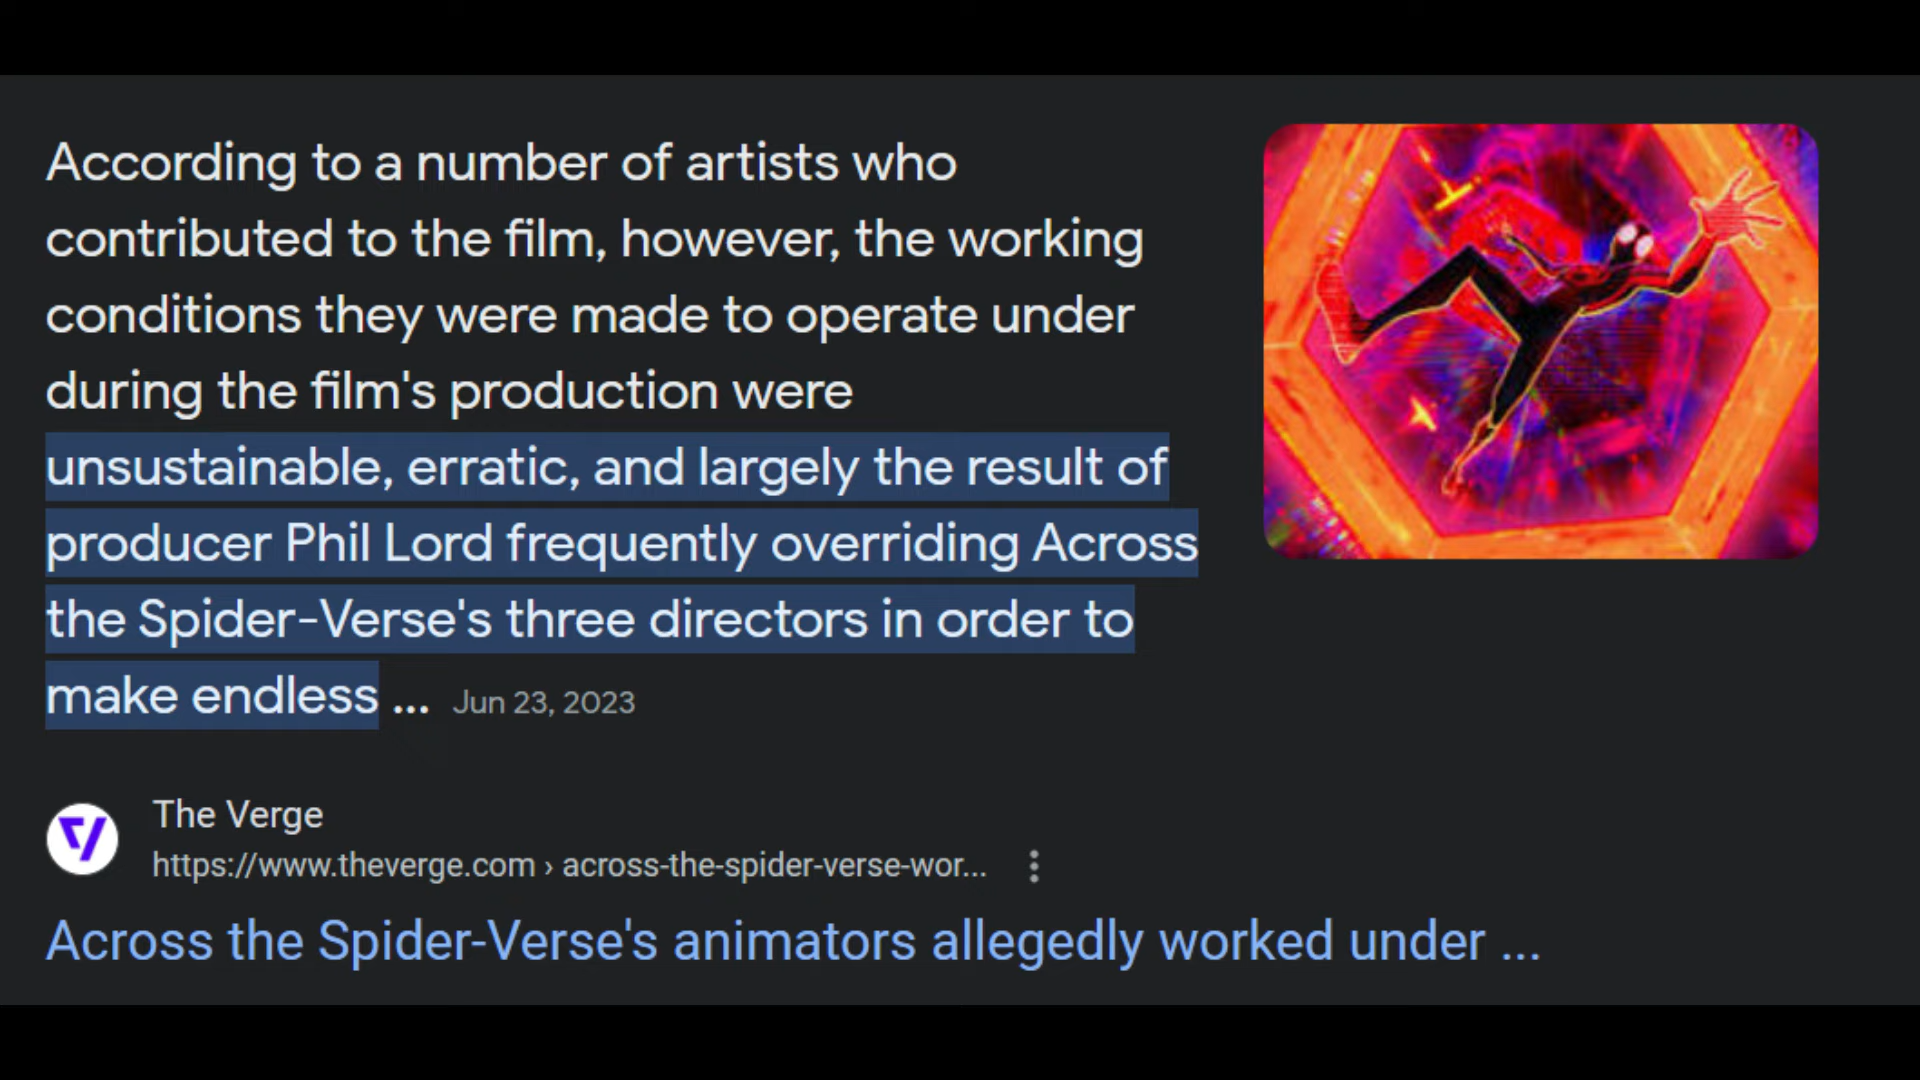 According to a number of artists who
contributed to the film, however, the working
conditions they were made to operate under
during the film's production were
unsustainable, erratic, and largely the result of
producer Phil Lord frequently overriding Across
the Spider-Verse's three directors in order to
make endless ... Jun 23, 2023
The Verge
https://www.theverge.com › across-the-spider-verse-wor...
Across the Spider-Verse's animators allegedly worked under ...